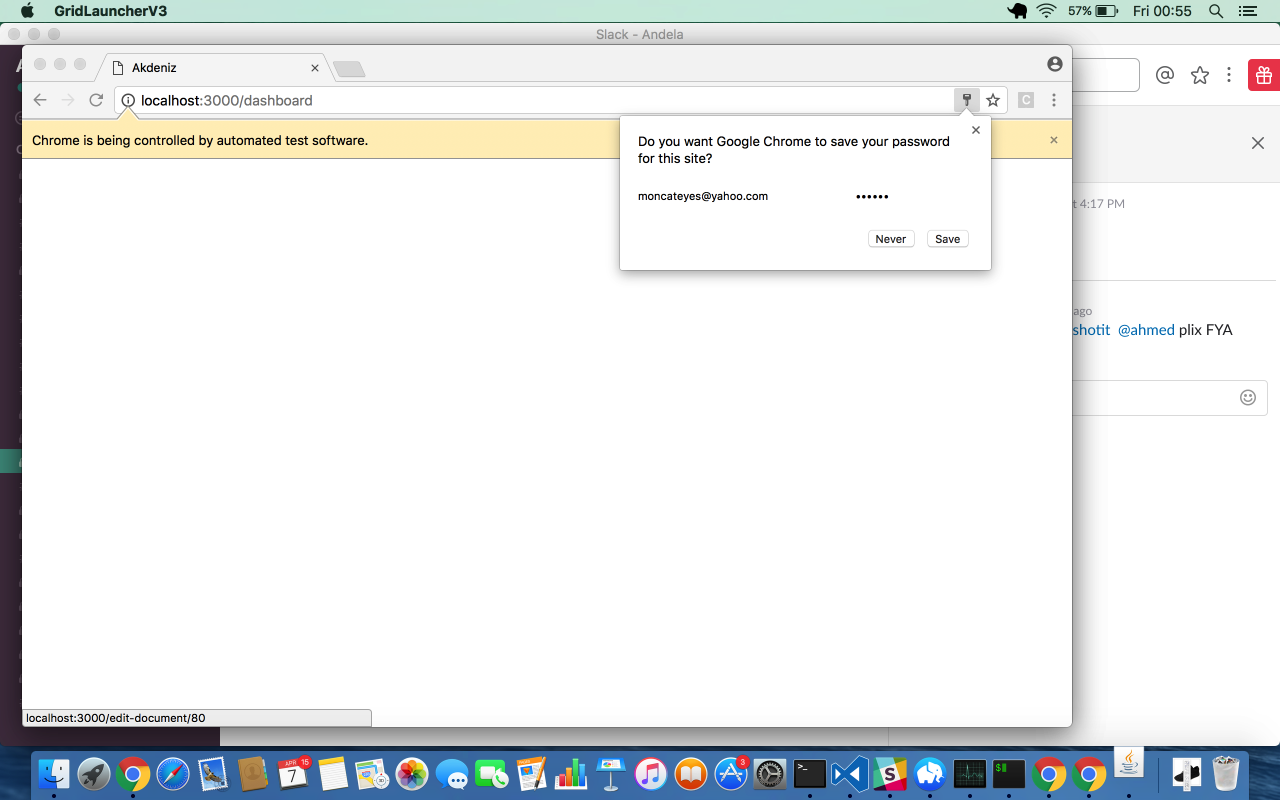 GridLauncherV3
57%
Fri 00:55
Slack - Andela
Akdeniz
localhost:3000/dashboard
C
Chrome is being controlled by automated test software.
Do you want Google Chrome to save your password
for this site?
moncateyes@yahoo.com ••••••
Never Save
t 4:17 PM
ago
shotit @ahmed plix FYA
localhost:3000/edit-document/80
APR 15
7
3